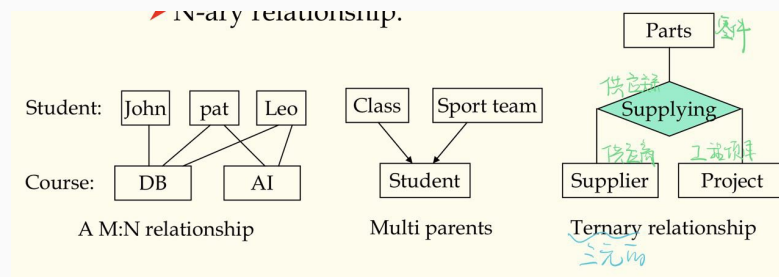 ➤ N-ary relationship.
Parts
零件
Student:
John
pat
Leo
Class
Sport team
供应
Supplying
供应商
工程项目
Course:
DB
AI
Student
Supplier
Project
A M:N relationship
Multi parents
Ternary relationship
三元的